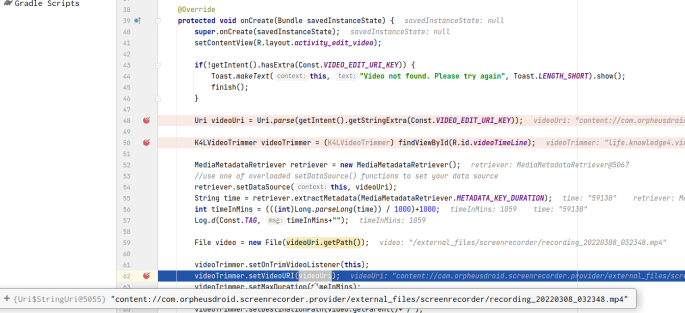 Gradle Scripts
38 @Override
39 protected void onCreate(Bundle savedInstanceState) { savedInstanceState: null
40 super.onCreate(savedInstanceState); savedInstanceState: null
41 setContentView(R.layout.activity_edit_video);
42
43 if(!getIntent().hasExtra(Const.VIDEO_EDIT_URI_KEY)) {
44 Toast.makeText( context: this, text: "Video not found. Please try again", Toast.LENGTH_SHORT).show();
45 finish();
46 }
47
48 Uri videoUri = Uri.parse(getIntent().getStringExtra(Const.VIDEO_EDIT_URI_KEY)); videoUri: "content://com.orpheusdroid
49
50 K4LVideoTrimmer videoTrimmer = (K4LVideoTrimmer) findViewById(R.id.videoTimeLine); videoTrimmer: "life.knowledge4.vid
51
52 MediaMetadataRetriever retriever = new MediaMetadataRetriever(); retriever: MediaMetadataRetriever@5067
53 //use one of overloaded setDataSource() functions to set your data source
54 retriever.setDataSource( context: this, videoUri);
55 String time = retriever.extractMetadata(MediaMetadataRetriever.METADATA_KEY_DURATION); time: "59138" retriever: Me
56 int timeInMins = (((int)Long.parseLong(time)) / 1000)+1000; timeInMins: 1059 time: "59138"
57 Log.d(Const.TAG, msg: timeInMins+""); timeInMins: 1059
58
59 File video = new File(videoUri.getPath()); video: "/external_files/screenrecorder/recording_20220308_032348.mp4"
60
61 videoTrimmer.setOnTrimVideoListener(this);
62 videoTrimmer.setVideoURI(videoUri); videoUri: "content://com.orpheusdroid.screenrecorder.provider/external_files/scr
videoTrimmer.setMaxDuration(timeInMins);
+ {Uri$StringUri@5055} "content://com.orpheusdroid.screenrecorder.provider/external_files/screenrecorder/recording_20220308_032348.mp4"